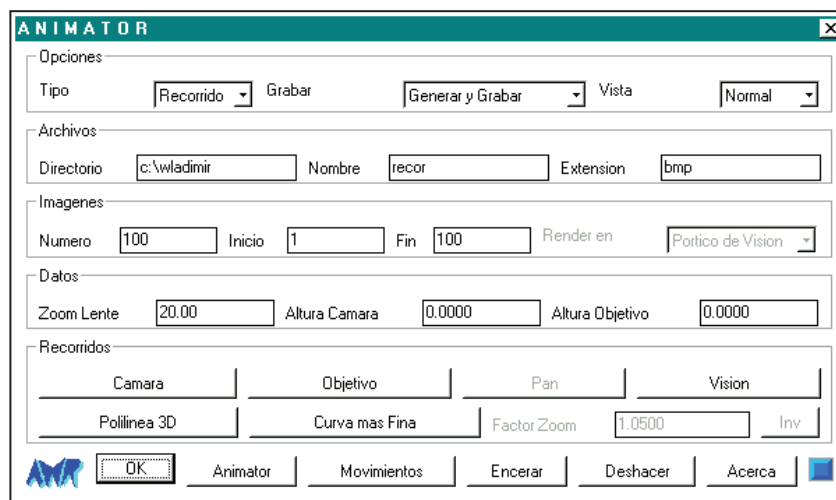 ANIMATOR
Opciones
Tipo Recorrido Grabar Generar y Grabar Vista Normal
Archivos
Directorio c:\wladimir Nombre recor Extension bmp
Imagenes
Numero 100 Inicio 1 Fin 100 Render en Portico de Vision
Datos
Zoom Lente 20.00 Altura Camara 0.0000 Altura Objetivo 0.0000
Recorridos
Camara Objetivo Pan Vision
Polilinea 3D Curva mas Fina Factor Zoom 1.0500 Inv
AWR OK Animator Movimientos Encerar Deshacer Acerca